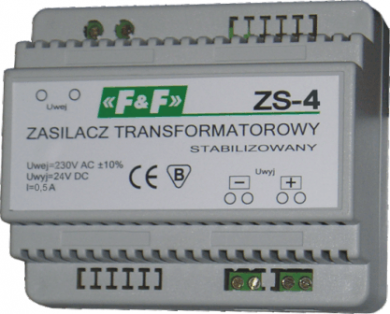 «F&F»
ZS-4
Uwej
ZASILACZ TRANSFORMATOROWY
STABILIZOWANY
Uwej=230V AC ±10%
Uwyj=24V DC
I=0,5A
CE
B
Uwyj
− +